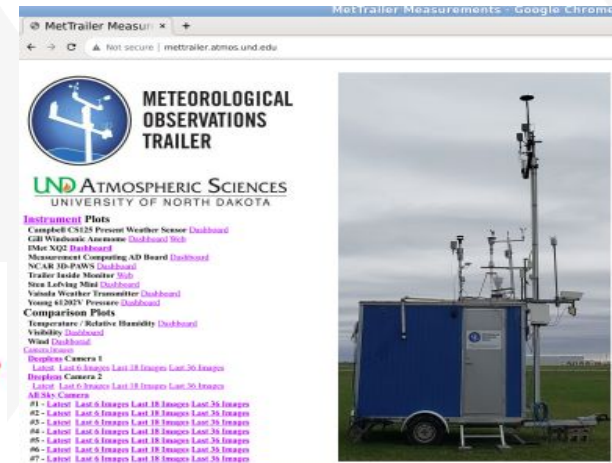 MetTrailer Measurements - Google Chrome
MetTrailer Measur × +
Not secure | mettrailer.atmos.und.edu
METEOROLOGICAL
OBSERVATIONS
TRAILER
UND ATMOSPHERIC SCIENCES
UNIVERSITY OF NORTH DAKOTA
Instrument Plots
Campbell CS125 Present Weather Sensor Dashboard
Gill Windsonic Anemome Dashboard Web
IMet XQ2 Dashboard
Measurement Computing AD Board Dashboard
NCAR 3D-PAWS Dashboard
Trailer Inside Monitor Web
Sten Lofving Mini Dashboard
Vaisala Weather Transmitter Dashboard
Young 61202V Pressure Dashboard
Comparison Plots
Temperature / Relative Humidity Dashboard
Visibility Dashboard
Wind Dashboard
Camera Images
Deeplens Camera 1
Latest Last 6 Images Last 18 Images Last 36 Images
Deeplens Camera 2
Latest Last 6 Images Last 18 Images Last 36 Images
All Sky Camera
#1 - Latest Last 6 Images Last 18 Images Last 36 Images
#2 - Latest Last 6 Images Last 18 Images Last 36 Images
#3 - Latest Last 6 Images Last 18 Images Last 36 Images
#4 - Latest Last 6 Images Last 18 Images Last 36 Images
#5 - Latest Last 6 Images Last 18 Images Last 36 Images
#6 - Latest Last 6 Images Last 18 Images Last 36 Images
#7 - Latest Last 6 Images Last 18 Images Last 36 Images